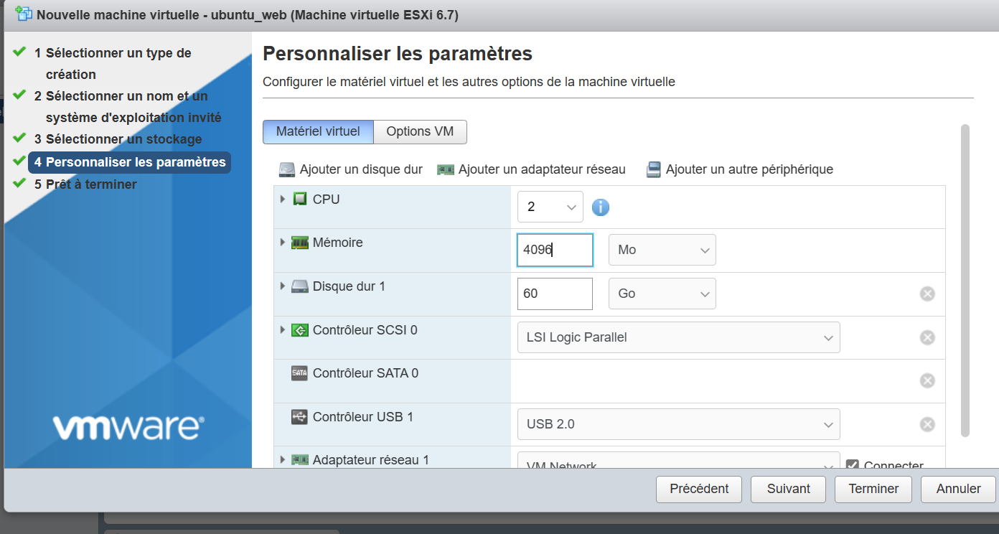 Nouvelle machine virtuelle - ubuntu_web (Machine virtuelle ESXi 6.7)
1 Sélectionner un type de
création
2 Sélectionner un nom et un
système d'exploitation invité
3 Sélectionner un stockage
4 Personnaliser les paramètres
5 Prêt à terminer
vmware®
Personnaliser les paramètres
Configurer le matériel virtuel et les autres options de la machine virtuelle
Matériel virtuel Options VM
Ajouter un disque dur Ajouter un adaptateur réseau Ajouter un autre périphérique
CPU 2 i
Mémoire 4096 Mo
Disque dur 1 60 Go
Contrôleur SCSI 0 LSI Logic Parallel
SATA Contrôleur SATA 0
Contrôleur USB 1 USB 2.0
Adaptateur réseau 1 VM Network Connecter
Précédent Suivant Terminer Annuler